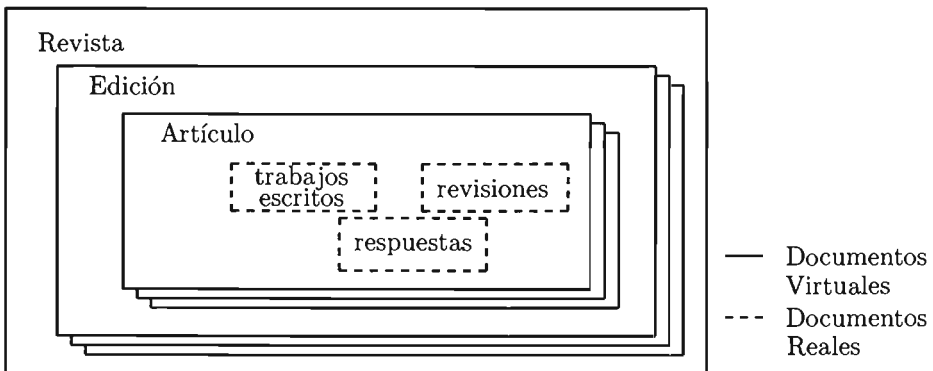 Revista
Edición
Artículo
trabajos
escritos
revisiones
respuestas
Documentos
Virtuales
Documentos
Reales